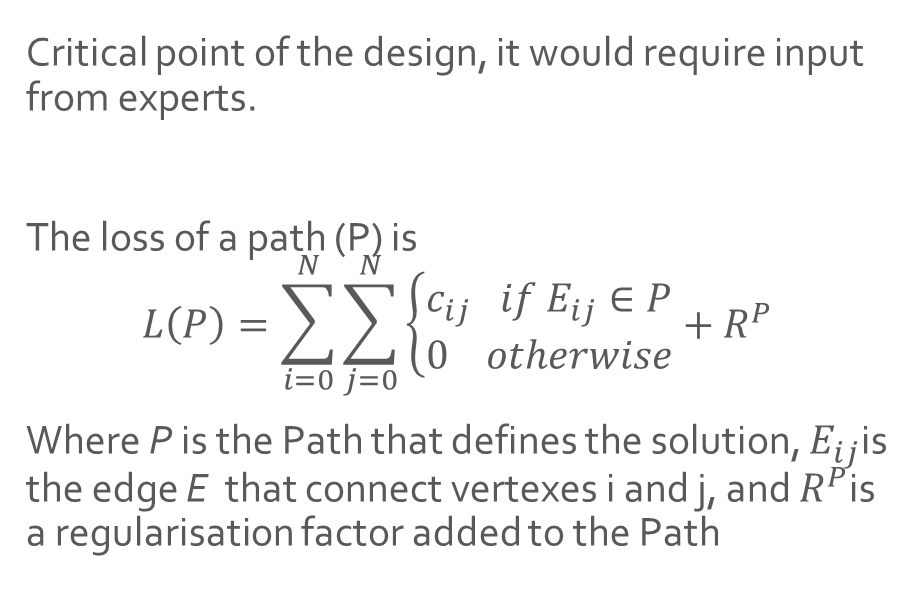 Critical point of the design, it would require input
from experts.
The loss of a path (P) is
L(P) = \sum_{i=0}^{N} \sum_{j=0}^{N} \begin{cases} c_{ij} & if E_{ij} \in P \\ 0 & otherwise \end{cases} + R^P
Where P is the Path that defines the solution, E_{ij} is
the edge E that connect vertexes i and j, and R^P is
a regularisation factor added to the Path